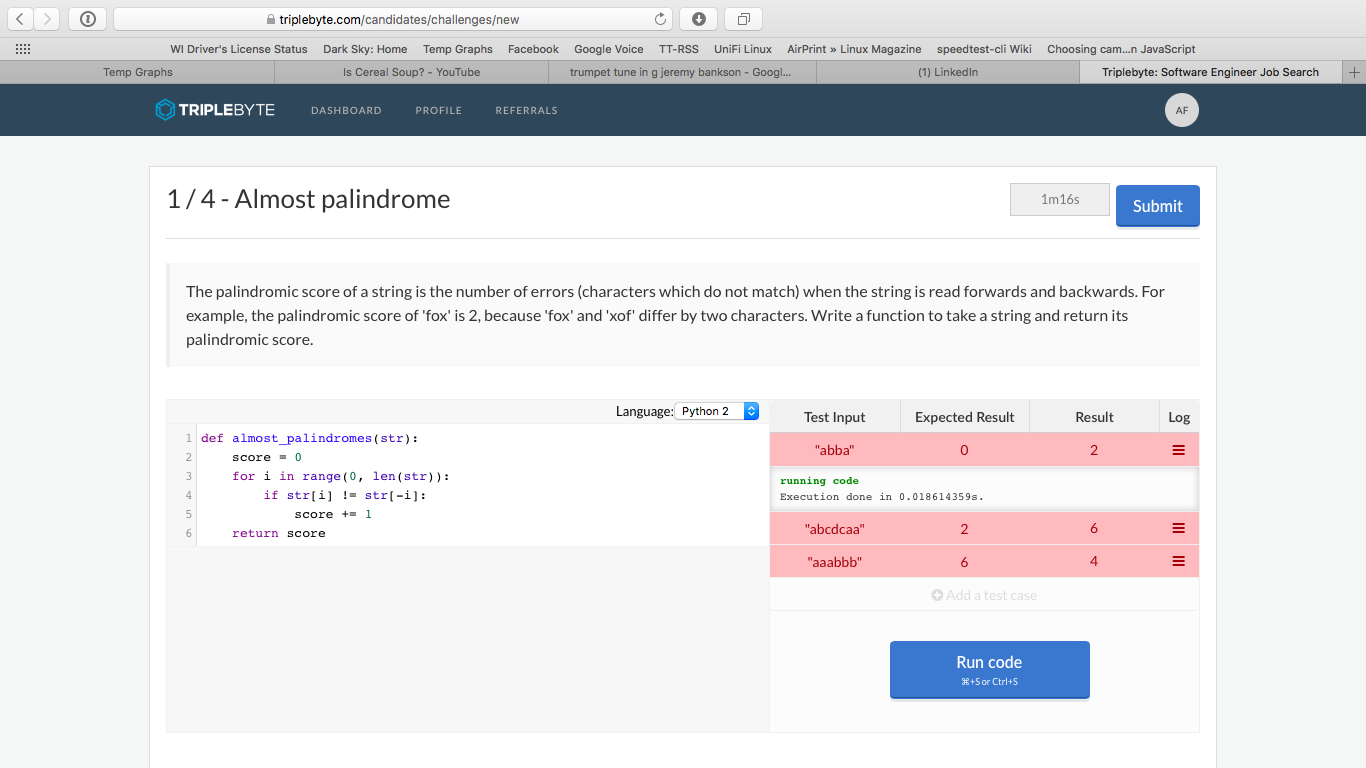 triplebyte.com/candidates/challenges/new
WI Driver's License Status Dark Sky: Home Temp Graphs Facebook Google Voice TT-RSS UniFi Linux AirPrint » Linux Magazine speedtest-cli Wiki Choosing cam...n JavaScript
Temp Graphs Is Cereal Soup? - YouTube trumpet tune in g jeremy bankson - Googl... (1) LinkedIn Triplebyte: Software Engineer Job Search
TRIPLEBYTE DASHBOARD PROFILE REFERRALS AF
1 / 4 - Almost palindrome 1m16s Submit
The palindromic score of a string is the number of errors (characters which do not match) when the string is read forwards and backwards. For
example, the palindromic score of 'fox' is 2, because 'fox' and 'xof' differ by two characters. Write a function to take a string and return its
palindromic score.
Language: Python 2
1 def almost_palindromes(str):
2 score = 0
3 for i in range(0, len(str)):
4 if str[i] != str[-i]:
5 score += 1
6 return score
Test Input Expected Result Result Log
"abba" 0 2
running code
Execution done in 0.018614359s.
"abcdcaa" 2 6
"aaabbb" 6 4
Add a test case
Run code
⌘+S or Ctrl+S